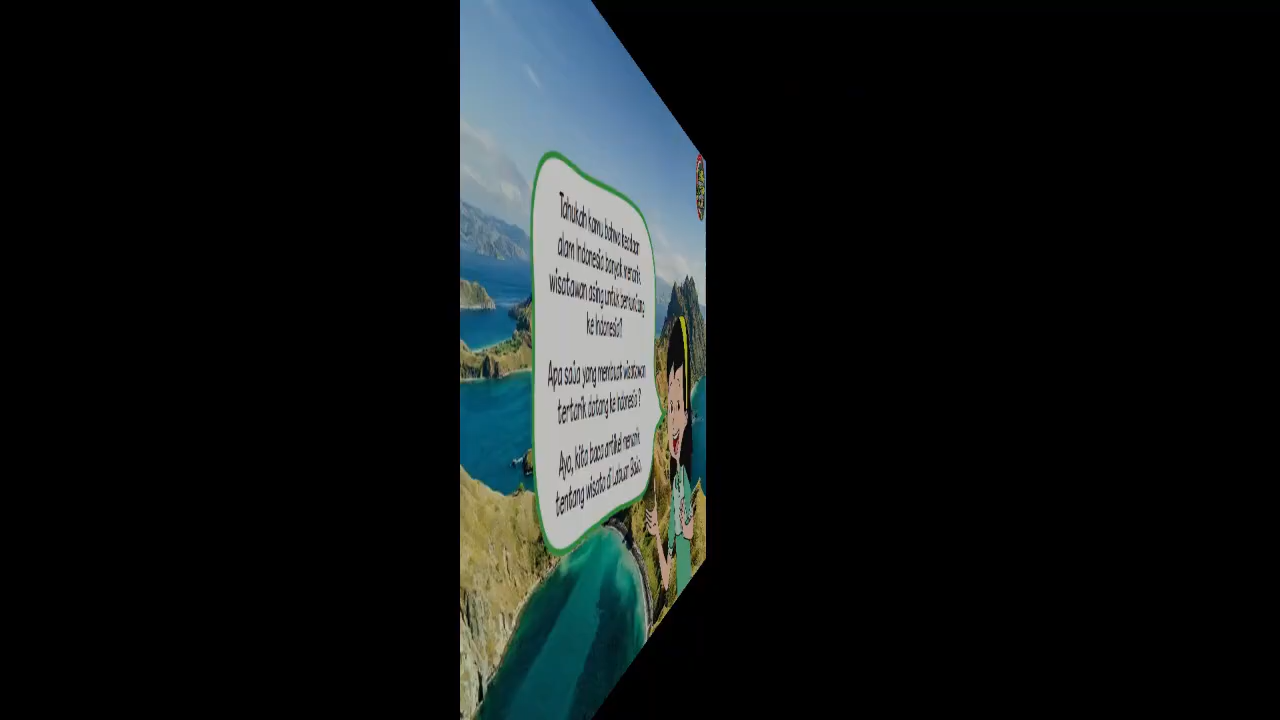 Tahukah kamu bahwa keadaan
alam Indonesia banyak menarik
wisatawan asing untuk berkunjung
ke Indonesia?
Apa saja yang membuat wisatawan
tertarik datang ke Indonesia ?
Ayo, kita baca artikel menarik
tentang wisata di Labuan Bajo.